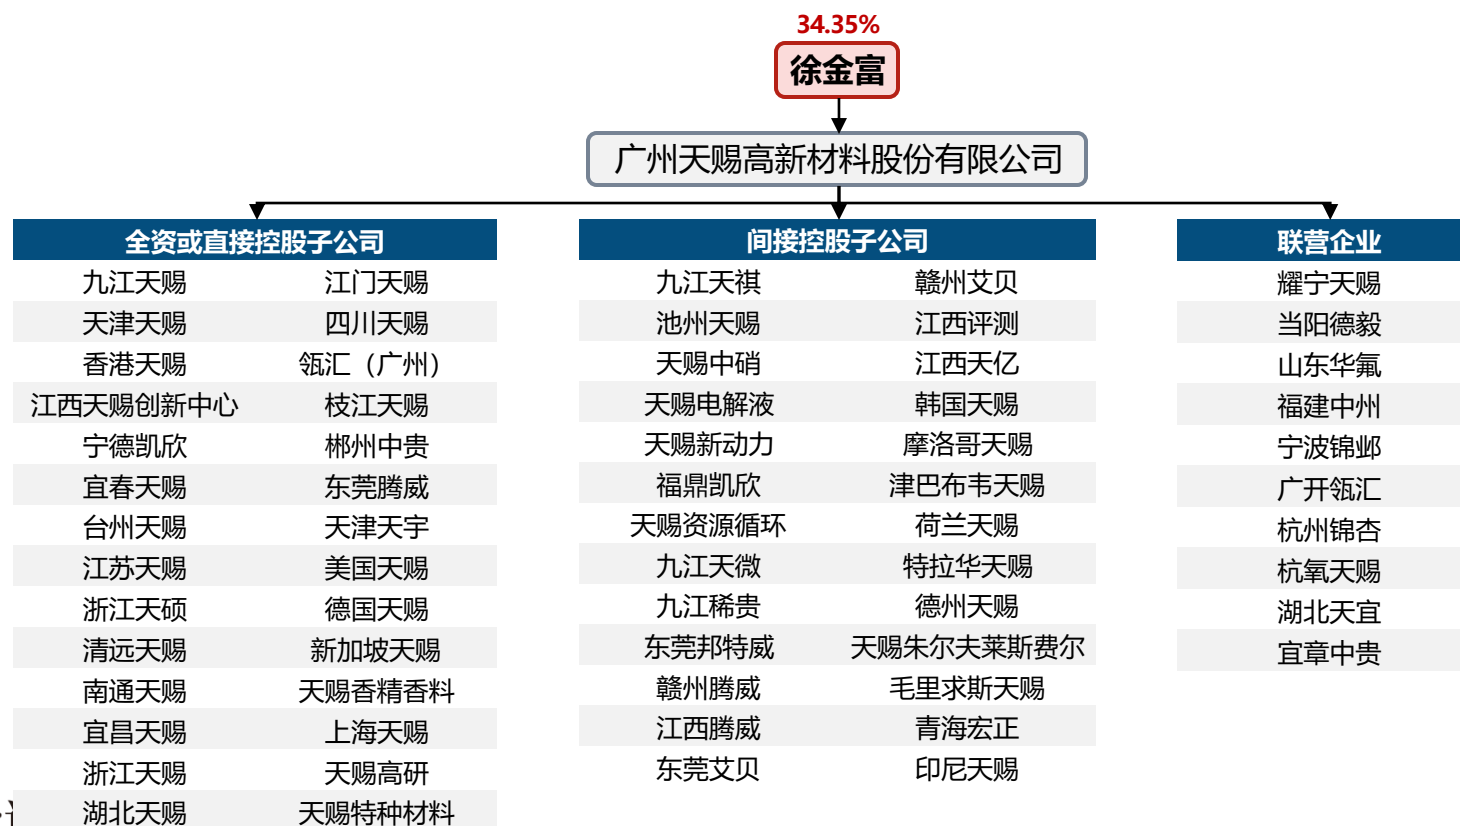 34.35%
徐金富
广州天赐高新材料股份有限公司
全资或直接控股子公司
九江天赐 江门天赐
天津天赐 四川天赐
香港天赐 瓴汇（广州）
江西天赐创新中心 枝江天赐
宁德凯欣 郴州中贵
宜春天赐 东莞腾威
台州天赐 天津天宇
江苏天赐 美国天赐
浙江天硕 德国天赐
清远天赐 新加坡天赐
南通天赐 天赐香精香料
宜昌天赐 上海天赐
浙江天赐 天赐高研
湖北天赐 天赐特种材料
间接控股子公司
九江天祺 赣州艾贝
池州天赐 江西评测
天赐中硝 江西天亿
天赐电解液 韩国天赐
天赐新动力 摩洛哥天赐
福鼎凯欣 津巴布韦天赐
天赐资源循环 荷兰天赐
九江天微 特拉华天赐
九江稀贵 德州天赐
东莞邦特威 天赐朱尔夫莱斯费尔
赣州腾威 毛里求斯天赐
江西腾威 青海宏正
东莞艾贝 印尼天赐
联营企业
耀宁天赐
当阳德毅
山东华氟
福建中州
宁波锦邺
广开瓴汇
杭州锦杏
杭氧天赐
湖北天宜
宜章中贵